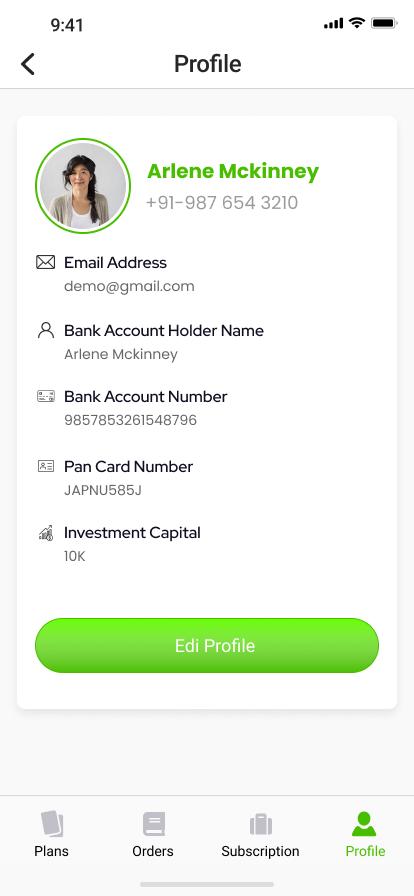 9:41
Profile
Arlene Mckinney
+91-987 654 3210
Email Address
demo@gmail.com
Bank Account Holder Name
Arlene Mckinney
Bank Account Number
9857853261548796
Pan Card Number
JAPNU585J
Investment Capital
10K
Edi Profile
Plans Orders Subscription Profile